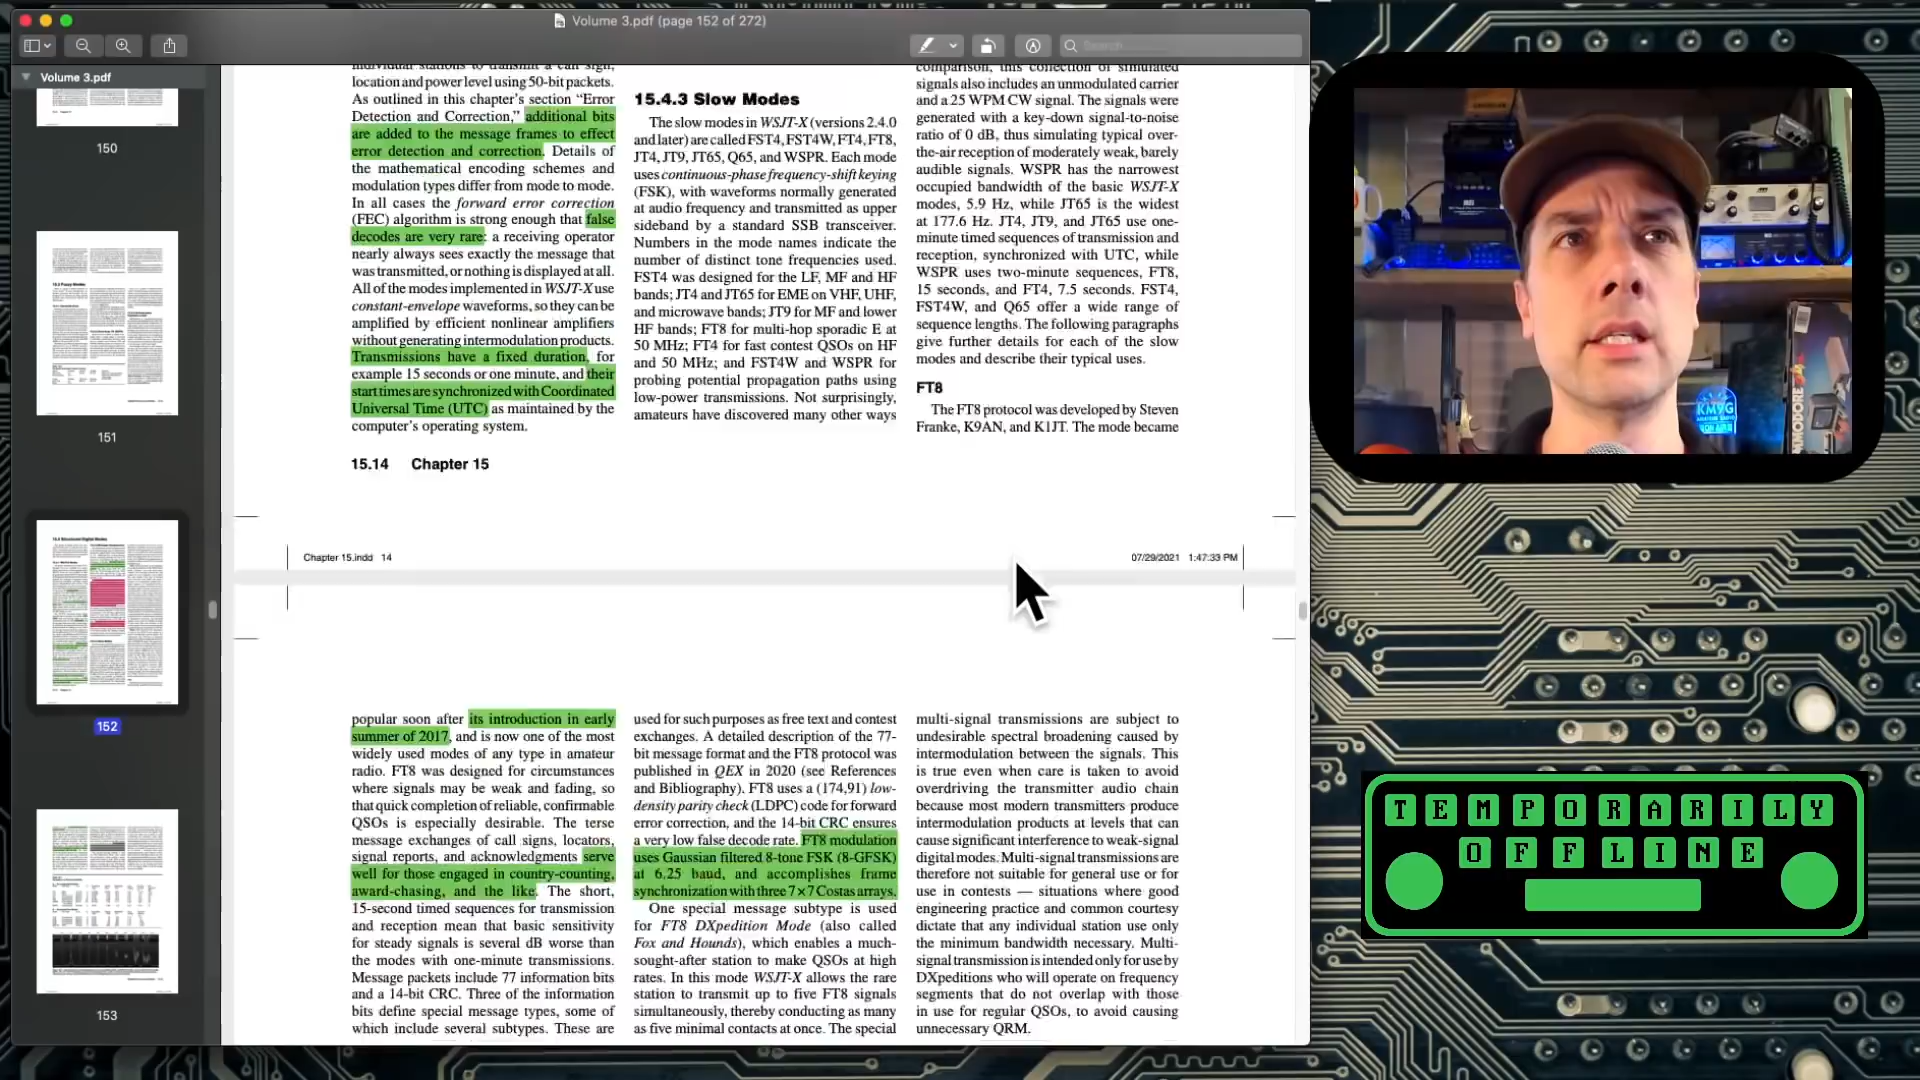 Volume 3.pdf (page 152 of 272)
Search
Volume 3.pdf
150
151
152
153
location and power level using 50-bit packets.
As outlined in this chapter's section “Error
Detection and Correction,” additional bits
are added to the message frames to effect
error detection and correction. Details of
the mathematical encoding schemes and
modulation types differ from mode to mode.
In all cases the forward error correction
(FEC) algorithm is strong enough that false
decodes are very rare: a receiving operator
nearly always sees exactly the message that
was transmitted, or nothing is displayed at all.
All of the modes implemented in WSJT-X use
constant-envelope waveforms, so they can be
amplified by efficient nonlinear amplifiers
without generating intermodulation products.
Transmissions have a fixed duration, for
example 15 seconds or one minute, and their
start times are synchronized with Coordinated
Universal Time (UTC) as maintained by the
computer's operating system.
15.14 Chapter 15
15.4.3 Slow Modes
The slow modes in WSJT-X (versions 2.4.0
and later) are called FST4, FST4W, FT4, FT8,
JT4, JT9, JT65, Q65, and WSPR. Each mode
uses continuous-phase frequency-shift keying
(FSK), with waveforms normally generated
at audio frequency and transmitted as upper
sideband by a standard SSB transceiver.
Numbers in the mode names indicate the
number of distinct tone frequencies used.
FST4 was designed for the LF, MF and HF
bands; JT4 and JT65 for EME on VHF, UHF,
and microwave bands; JT9 for MF and lower
HF bands; FT8 for multi-hop sporadic E at
50 MHz; FT4 for fast contest QSOs on HF
and 50 MHz; and FST4W and WSPR for
probing potential propagation paths using
low-power transmissions. Not surprisingly,
amateurs have discovered many other ways
comparison, this collection of simulated
signals also includes an unmodulated carrier
and a 25 WPM CW signal. The signals were
generated with a key-down signal-to-noise
ratio of 0 dB, thus simulating typical over-
the-air reception of moderately weak, barely
audible signals. WSPR has the narrowest
occupied bandwidth of the basic WSJT-X
modes, 5.9 Hz, while JT65 is the widest
at 177.6 Hz. JT4, JT9, and JT65 use one-
minute timed sequences of transmission and
reception, synchronized with UTC, while
WSPR uses two-minute sequences, FT8,
15 seconds, and FT4, 7.5 seconds. FST4,
FST4W, and Q65 offer a wide range of
sequence lengths. The following paragraphs
give further details for each of the slow
modes and describe their typical uses.
FT8
The FT8 protocol was developed by Steven
Franke, K9AN, and K1JT. The mode became
Chapter 15.indd 14
07/29/2021 1:47:33 PM
popular soon after its introduction in early
summer of 2017, and is now one of the most
widely used modes of any type in amateur
radio. FT8 was designed for circumstances
where signals may be weak and fading, so
that quick completion of reliable, confirmable
QSOs is especially desirable. The terse
message exchanges of call signs, locators,
signal reports, and acknowledgments serve
well for those engaged in country-counting,
award-chasing, and the like. The short,
15-second timed sequences for transmission
and reception mean that basic sensitivity
for steady signals is several dB worse than
the modes with one-minute transmissions.
Message packets include 77 information bits
and a 14-bit CRC. Three of the information
bits define special message types, some of
which include several subtypes. These are
used for such purposes as free text and contest
exchanges. A detailed description of the 77-
bit message format and the FT8 protocol was
published in QEX in 2020 (see References
and Bibliography). FT8 uses a (174,91) low-
density parity check (LDPC) code for forward
error correction, and the 14-bit CRC ensures
a very low false decode rate. FT8 modulation
uses Gaussian filtered 8-tone FSK (8-GFSK)
at 6.25 baud, and accomplishes frame
synchronization with three 7×7 Costas arrays.
One special message subtype is used
for FT8 DXpedition Mode (also called
Fox and Hounds), which enables a much-
sought-after station to make QSOs at high
rates. In this mode WSJT-X allows the rare
station to transmit up to five FT8 signals
simultaneously, thereby conducting as many
as five minimal contacts at once. The special
multi-signal transmissions are subject to
undesirable spectral broadening caused by
intermodulation between the signals. This
is true even when care is taken to avoid
overdriving the transmitter audio chain
because most modern transmitters produce
intermodulation products at levels that can
cause significant interference to weak-signal
digital modes. Multi-signal transmissions are
therefore not suitable for general use or for
use in contests — situations where good
engineering practice and common courtesy
dictate that any individual station use only
the minimum bandwidth necessary. Multi-
signal transmission is intended only for use by
DXpeditions who will operate on frequency
segments that do not overlap with those
in use for regular QSOs, to avoid causing
unnecessary QRM.
KM9G
ON AIR
TEMPORARILY
OFFLINE